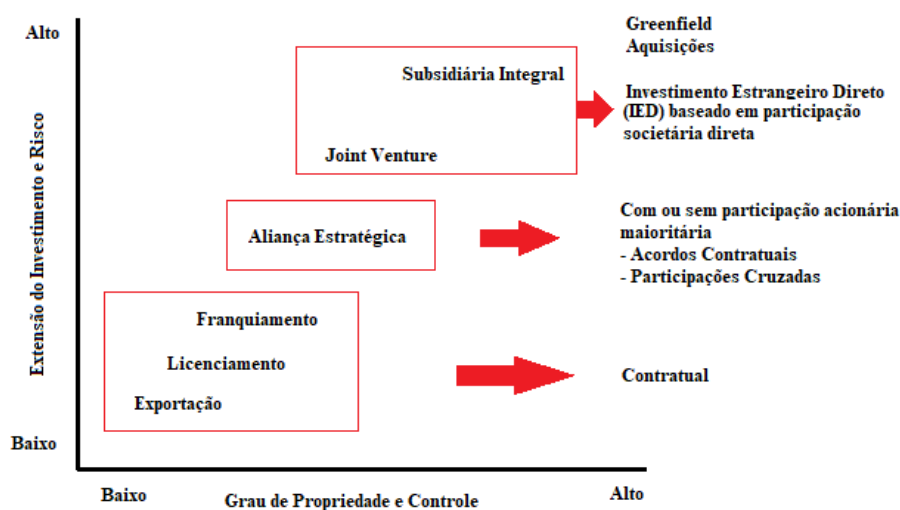 Alto
Greenfield
Aquisições
Subsidiária Integral
Investimento Estrangeiro Direto
(IED) baseado em participação
societária direta
Joint Venture
Extensão do Investimento e Risco
Aliança Estratégica
Com ou sem participação acionária
maioritária
- Acordos Contratuais
- Participações Cruzadas
Franquiamento
Licenciamento
Exportação
Contratual
Baixo
Baixo
Grau de Propriedade e Controle
Alto